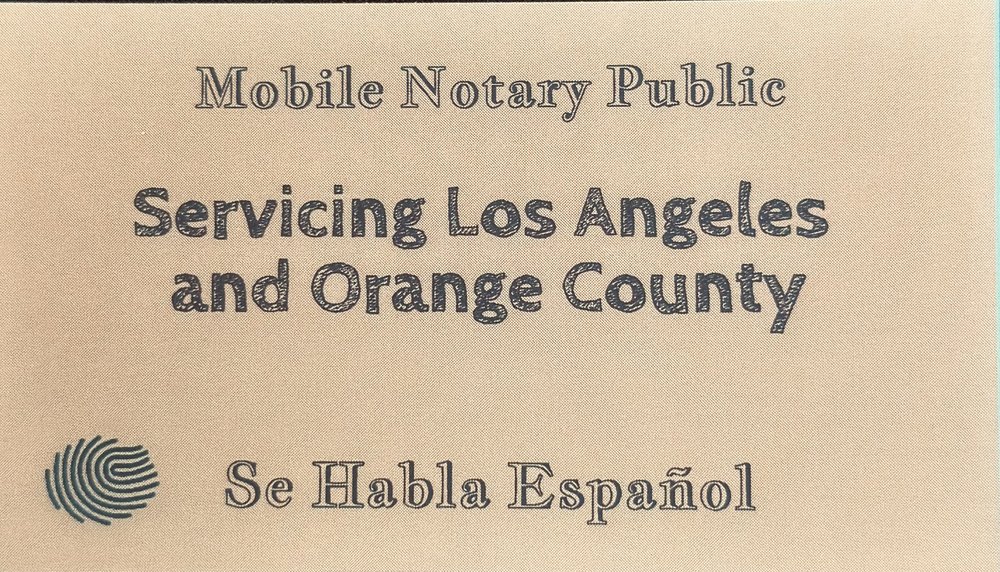 Mobile Notary Public
Servicing Los Angeles
and Orange County
Se Habla Español